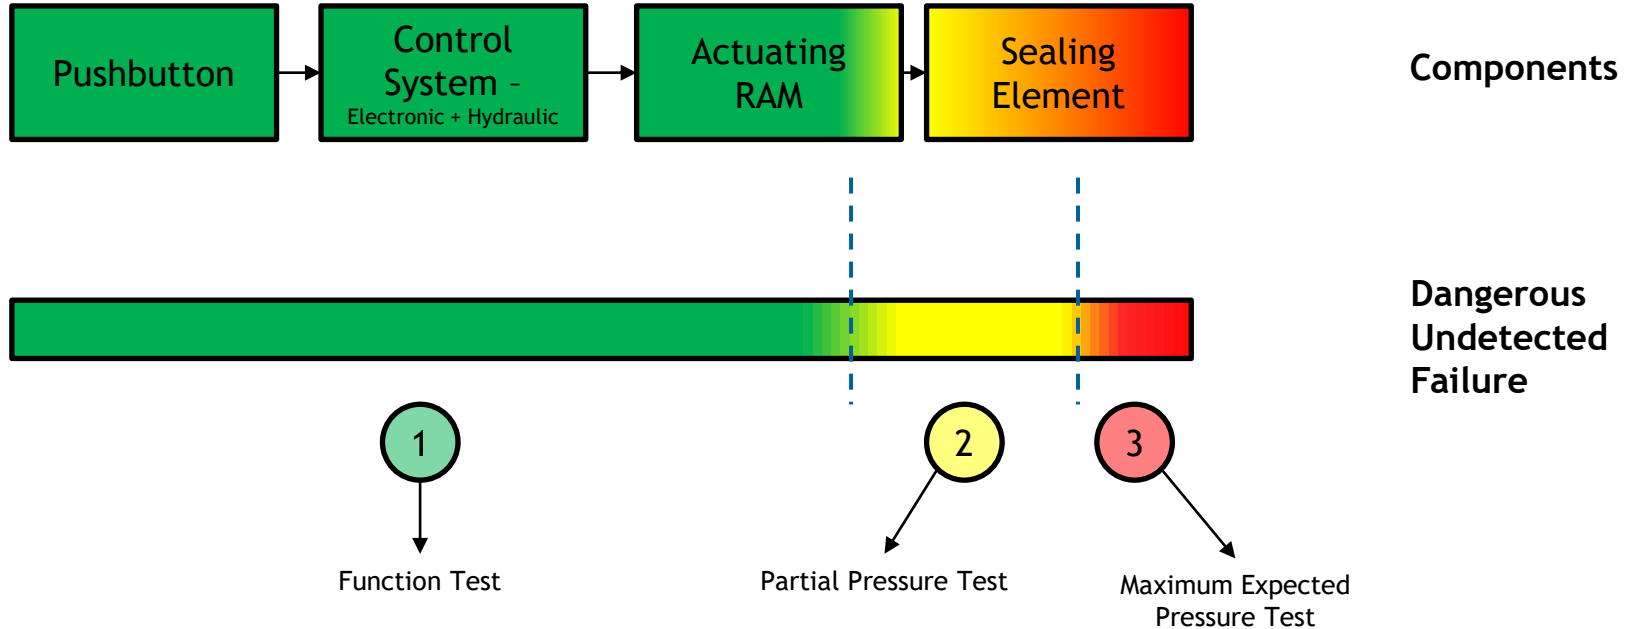 Pushbutton
Control
System –
Electronic + Hydraulic
Actuating
RAM
Sealing
Element
Components
Dangerous
Undetected
Failure
1
2
3
Function Test
Partial Pressure Test
Maximum Expected
Pressure Test